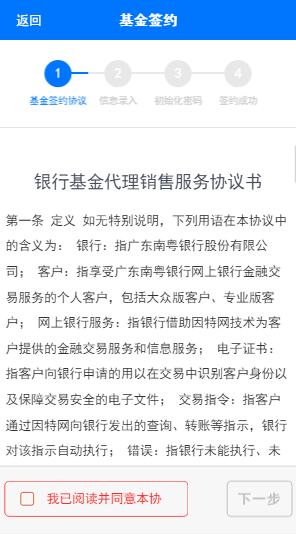 返回 基金签约
1 2 3 4
基金签约协议 信息录入 初始化密码 签约成功
银行基金代理销售服务协议书
第一条 定义 如无特别说明，下列用语在本协议中
的含义为： 银行：指广东南粤银行股份有限公
司； 客户：指享受广东南粤银行网上银行金融交
易服务的个人客户，包括大众版客户、专业版客
户； 网上银行服务：指银行借助因特网技术为客
户提供的金融交易服务和信息服务； 电子证书：
指客户向银行申请的用以在交易中识别客户身份以
及保障交易安全的电子文件； 交易指令：指客户
通过因特网向银行发出的查询、转账等指示，银行
对该指示自动执行； 错误：指银行未能执行、未
我已阅读并同意本协 下一步